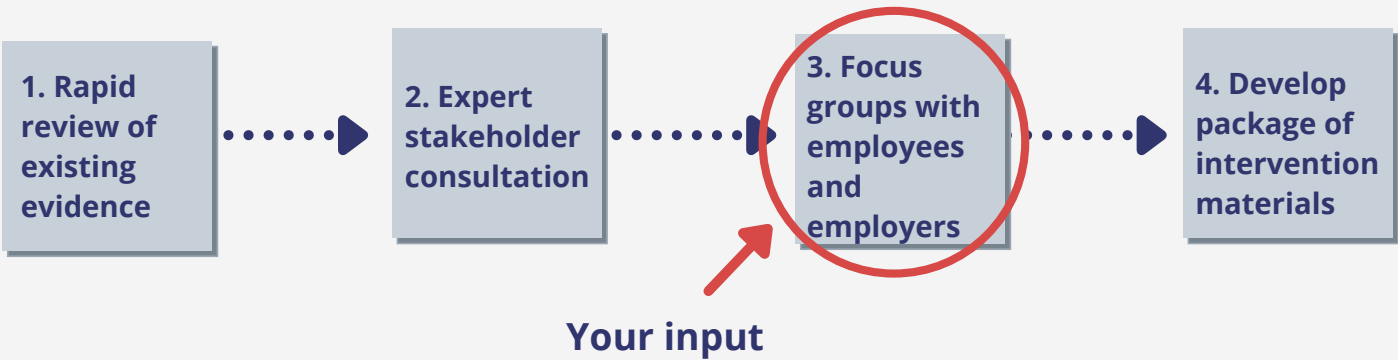 1. Rapid
review of
existing
evidence
2. Expert
stakeholder
consultation
3. Focus
groups with
employees
and
employers
4. Develop
package of
intervention
materials
Your input